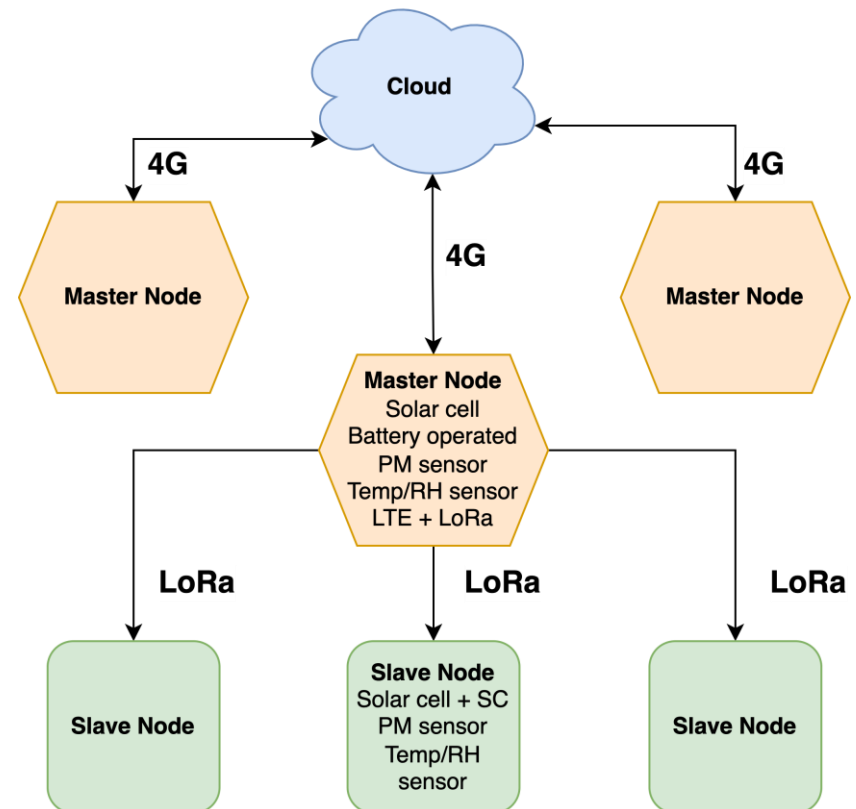 Cloud
4G
4G
4G
Master Node
Master Node
Master Node
Solar cell
Battery operated
PM sensor
Temp/RH sensor
LTE + LoRa
LoRa
LoRa
LoRa
Slave Node
Slave Node
Solar cell + SC
PM sensor
Temp/RH
sensor
Slave Node